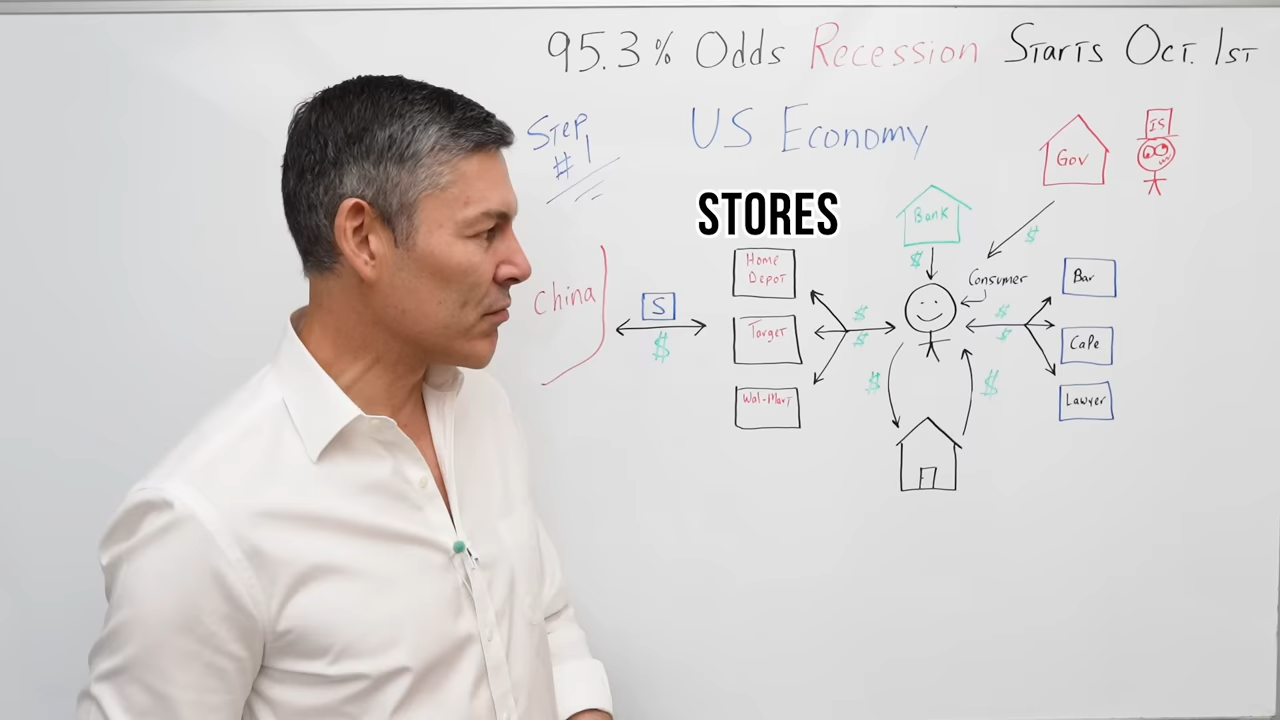 95.3% Odds Recession Starts Oct. 1st
Step
#1
US Economy
STORES
China
S
$
Home
Depot
Target
Wal-Mart
$
$
Bank
$
Consumer
Gov
IS
$
$
$
Bar
Cafe
Lawyer
$
$